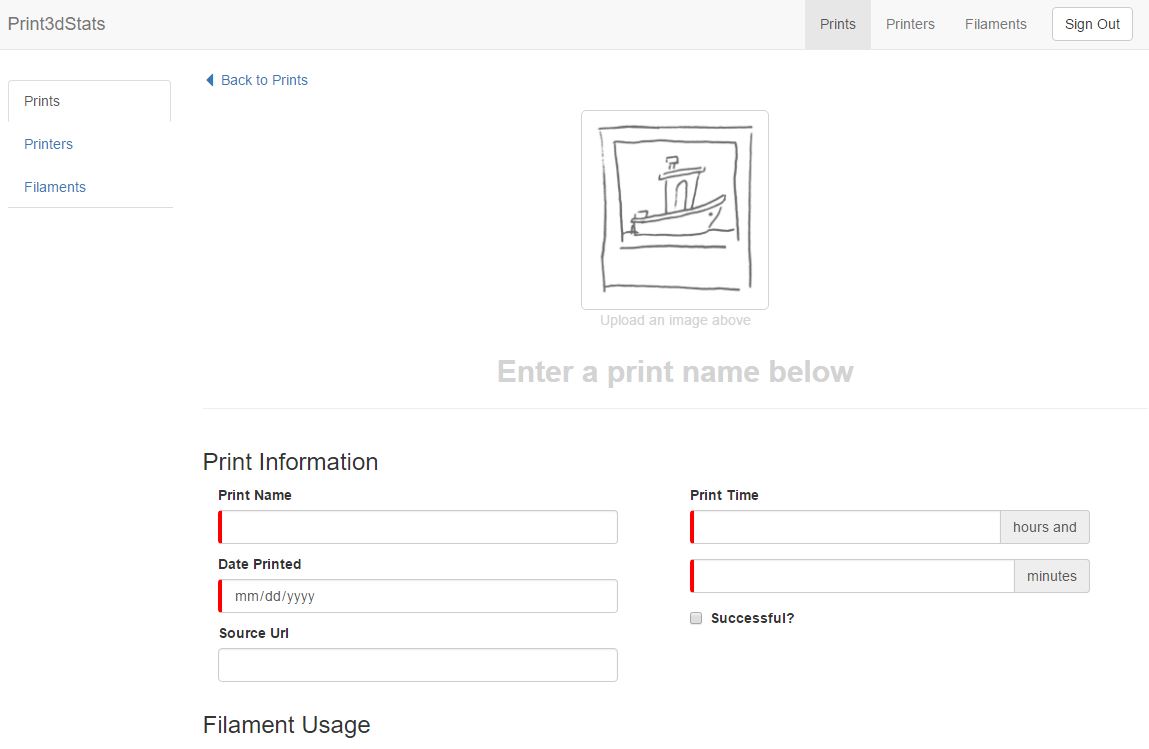 Print3dStats
Prints
Printers
Filaments
Sign Out
Prints
Printers
Filaments
Back to Prints
Upload an image above
Enter a print name below
Print Information
Print Name
Date Printed
mm/dd/yyyy
Source Url
Print Time
hours and
minutes
Successful?
Filament Usage